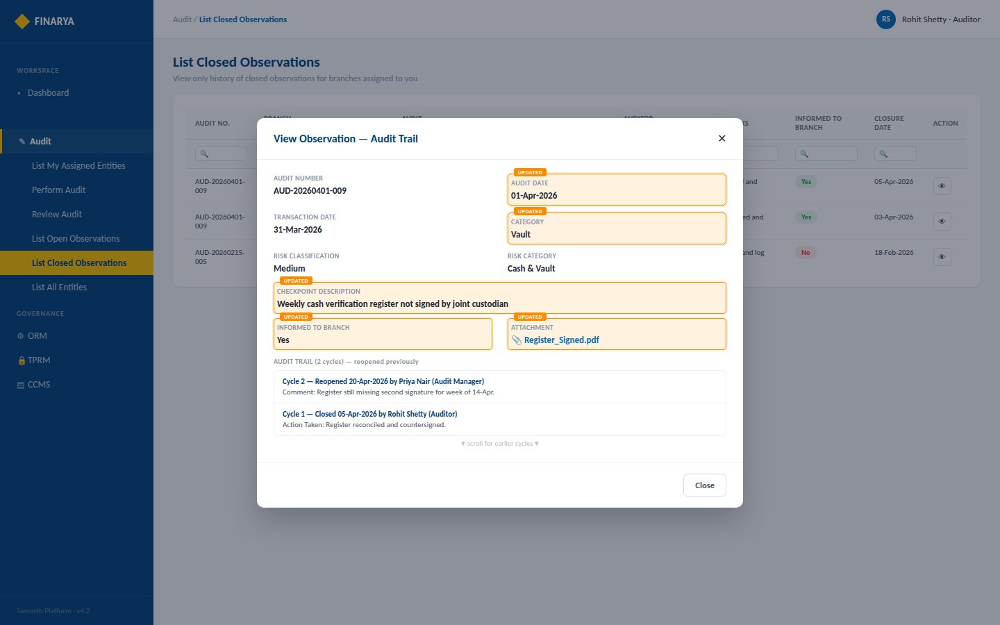 FINARYA
WORKSPACE
Dashboard
Audit
List My Assigned Entities
Perform Audit
Review Audit
List Open Observations
List Closed Observations
List All Entities
GOVERNANCE
ORM
TPRM
CCMS
Samarth Platform · v4.2
Audit / List Closed Observations
RS Rohit Shetty · Auditor
List Closed Observations
View-only history of closed observations for branches assigned to you
AUDIT NO. INFORMED TO BRANCH CLOSURE DATE ACTION
AUD-20260401-009 and Yes 05-Apr-2026
AUD-20260401-009 and Yes 03-Apr-2026
AUD-20260215-005 and log No 18-Feb-2026
View Observation — Audit Trail ✕
AUDIT NUMBER
AUD-20260401-009
UPDATED
AUDIT DATE
01-Apr-2026
TRANSACTION DATE
31-Mar-2026
UPDATED
CATEGORY
Vault
RISK CLASSIFICATION
Medium
RISK CATEGORY
Cash & Vault
UPDATED
CHECKPOINT DESCRIPTION
Weekly cash verification register not signed by joint custodian
UPDATED
INFORMED TO BRANCH
Yes
UPDATED
ATTACHMENT
📎 Register_Signed.pdf
AUDIT TRAIL (2 cycles) — reopened previously
Cycle 2 — Reopened 20-Apr-2026 by Priya Nair (Audit Manager)
Comment: Register still missing second signature for week of 14-Apr.
Cycle 1 — Closed 05-Apr-2026 by Rohit Shetty (Auditor)
Action Taken: Register reconciled and countersigned.
▼ scroll for earlier cycles ▼
Close